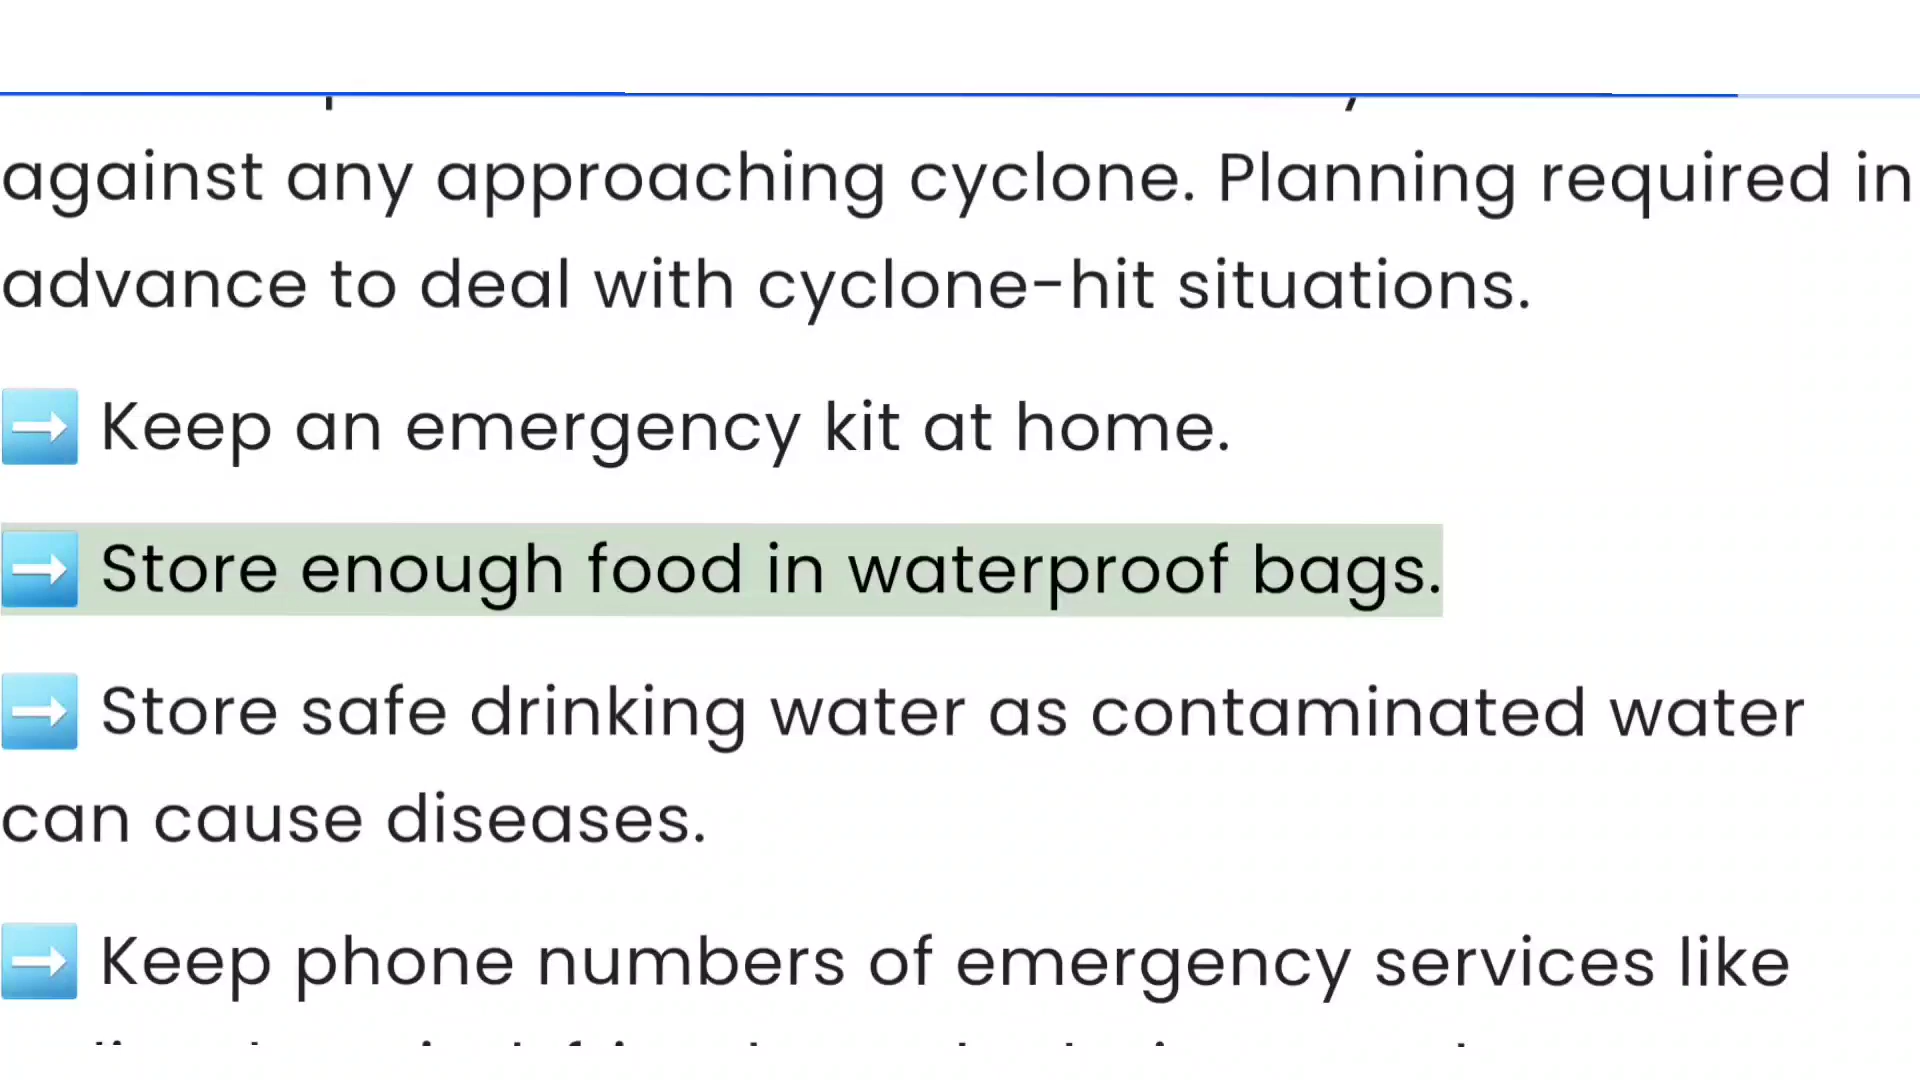 against any approaching cyclone. Planning required in
advance to deal with cyclone-hit situations.
➡ Keep an emergency kit at home.
➡ Store enough food in waterproof bags.
➡ Store safe drinking water as contaminated water
can cause diseases.
➡ Keep phone numbers of emergency services like